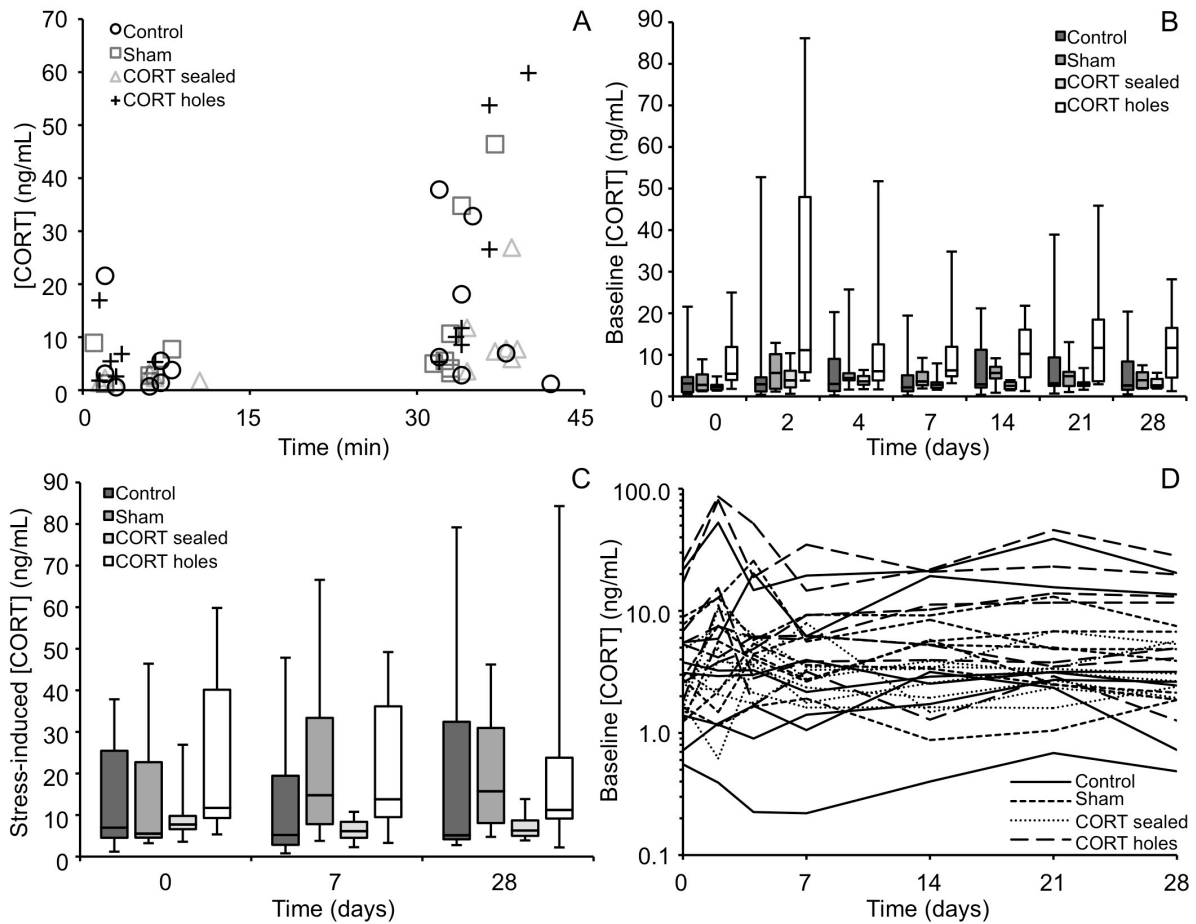 A
70
60
50
40
30
20
10
0
[CORT] (ng/mL)
Control
Sham
CORT sealed
CORT holes
0 15 30 45
Time (min)
B
90
80
70
60
50
40
30
20
10
0
Baseline [CORT] (ng/mL)
Control
Sham
CORT sealed
CORT holes
0 2 4 7 14 21 28
Time (days)
C
90
80
70
60
50
40
30
20
10
0
Stress-induced [CORT] (ng/mL)
Control
Sham
CORT sealed
CORT holes
0 7 28
Time (days)
D
100.0
10.0
1.0
0.1
Baseline [CORT] (ng/mL)
Control
Sham
CORT sealed
CORT holes
0 7 14 21 28
Time (days)